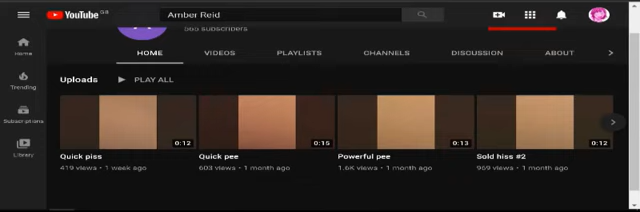 YouTube GB
Amber Reid
subscribers
HOME VIDEOS PLAYLISTS CHANNELS DISCUSSION ABOUT
Home
Trending
Subscriptions
Library
Uploads PLAY ALL
0:12 0:15 0:13 0:12
Quick piss Quick pee Powerful pee Sold hiss #2
419 views • 1 week ago 603 views • 1 month ago 1.6K views • 1 month ago 969 views • 1 month ago